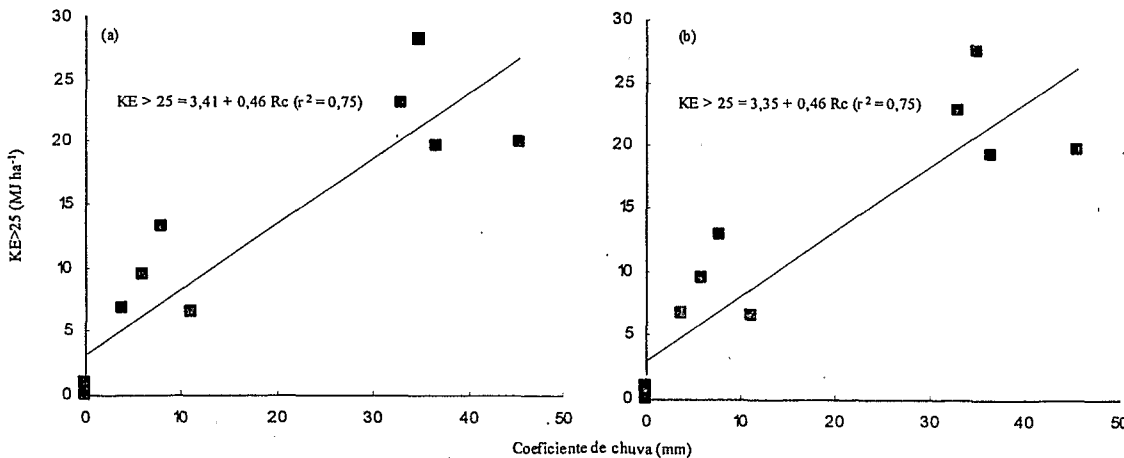 (a)
KE > 25 = 3,41 + 0,46 Rc (r² = 0,75)
KE>25 (MJ ha⁻¹)
30
25
20
15
10
5
0
0 10 20 30 40 50
(b)
KE > 25 = 3,35 + 0,46 Rc (r² = 0,75)
30
25
20
15
10
5
0
0 10 20 30 40 50
Coeficiente de chuva (mm)